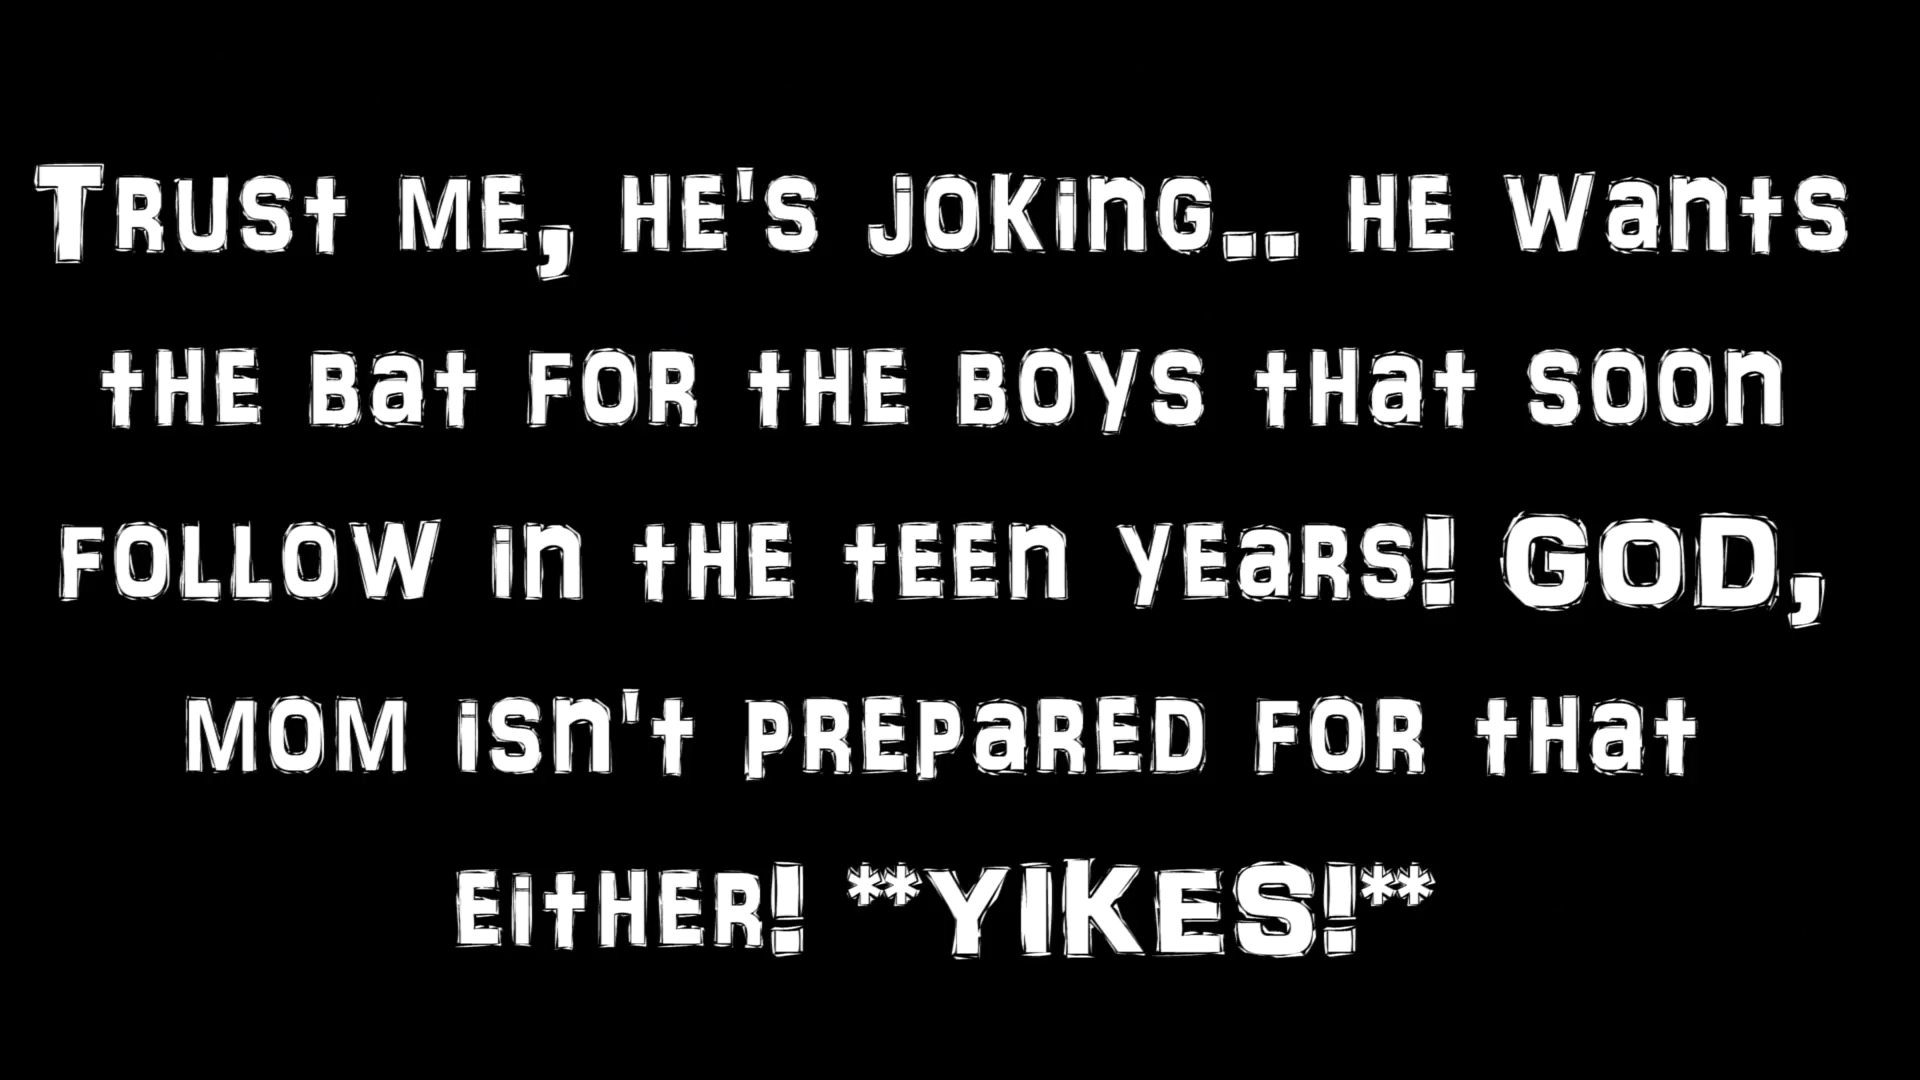 Trust me, he's joking.. he wants
the bat for the boys that soon
follow in the teen years! GOD,
mom isn't prepared for that
either! **YIKES!**